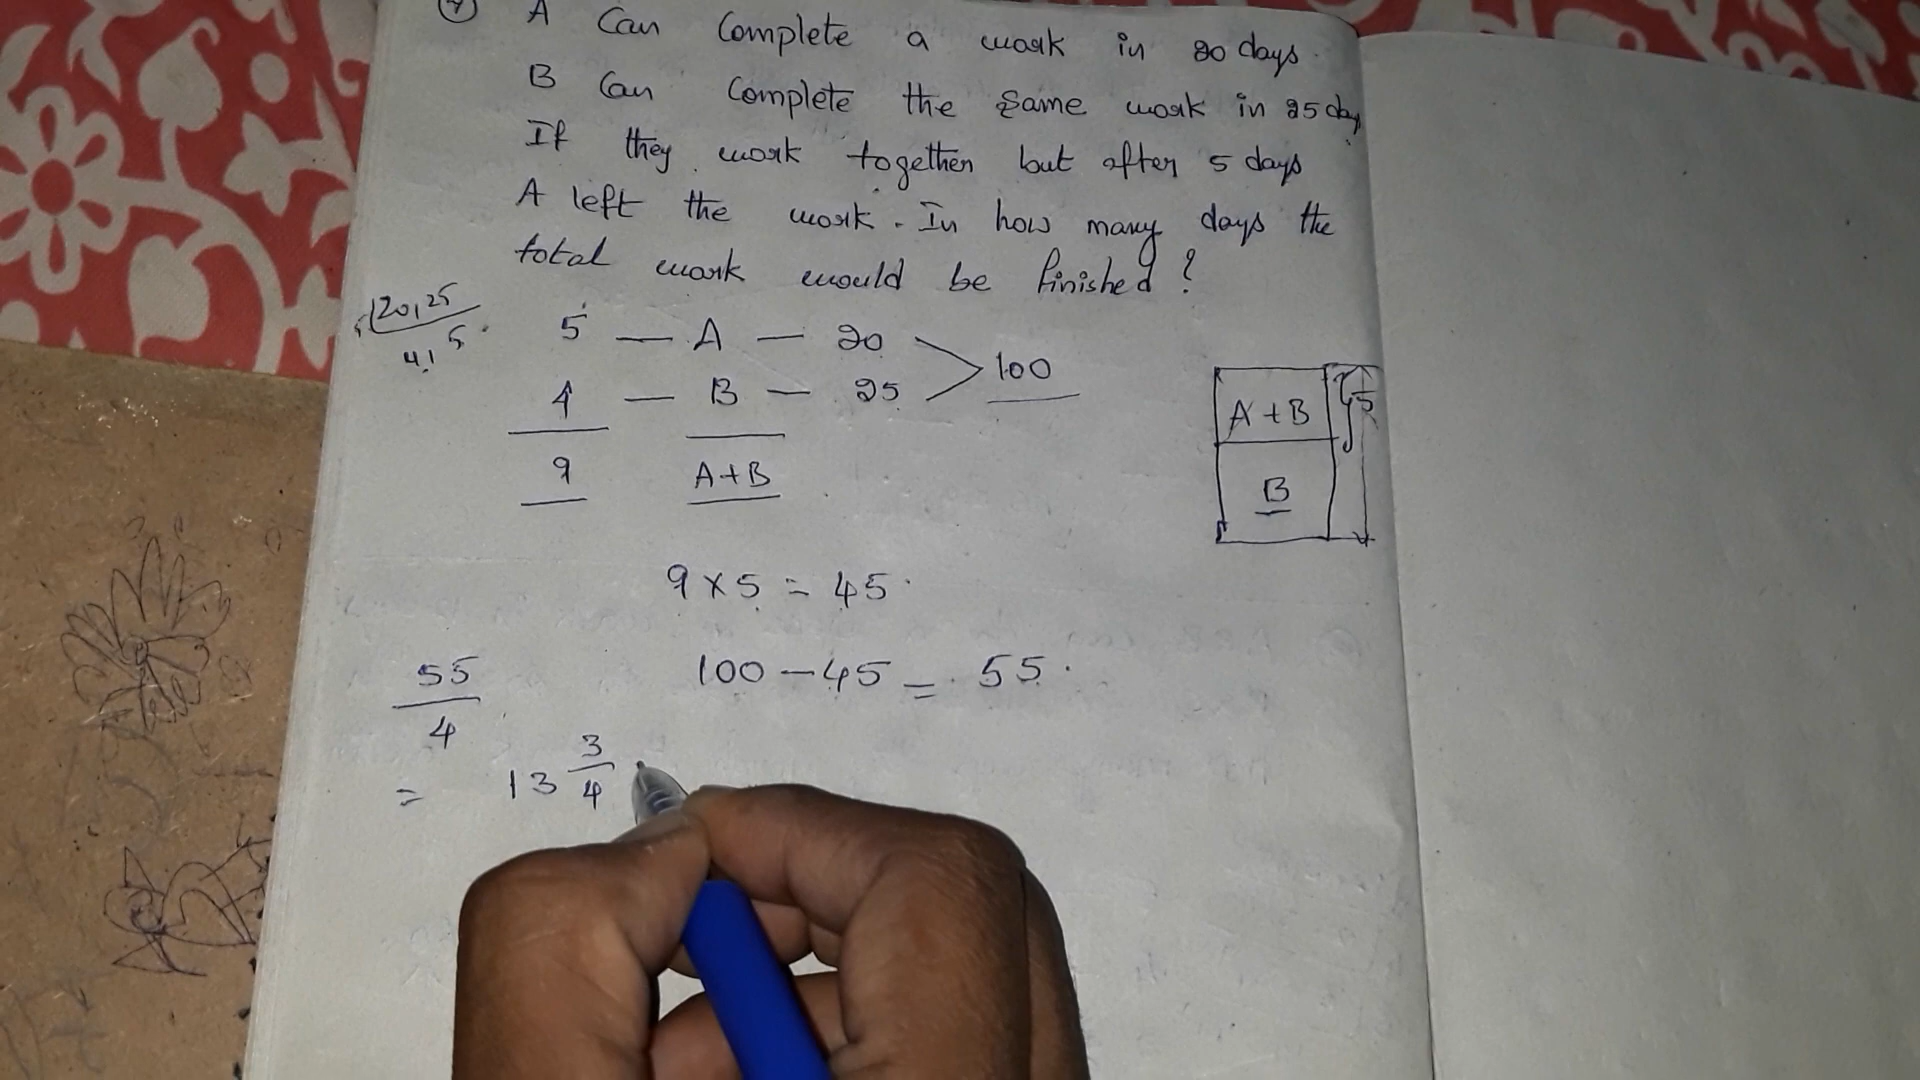 A Can Complete a work in 20 days.
B Can Complete the same work in 25 day
If they work together but after 5 days
A left the work. In how many days the
total work would be finished?
20, 25
4, 5
5 — A — 20
4 — B — 25
100
9 A+B
A+B
5
B
9 × 5 = 45
100 - 45 = 55
55
4
= 13 3/4